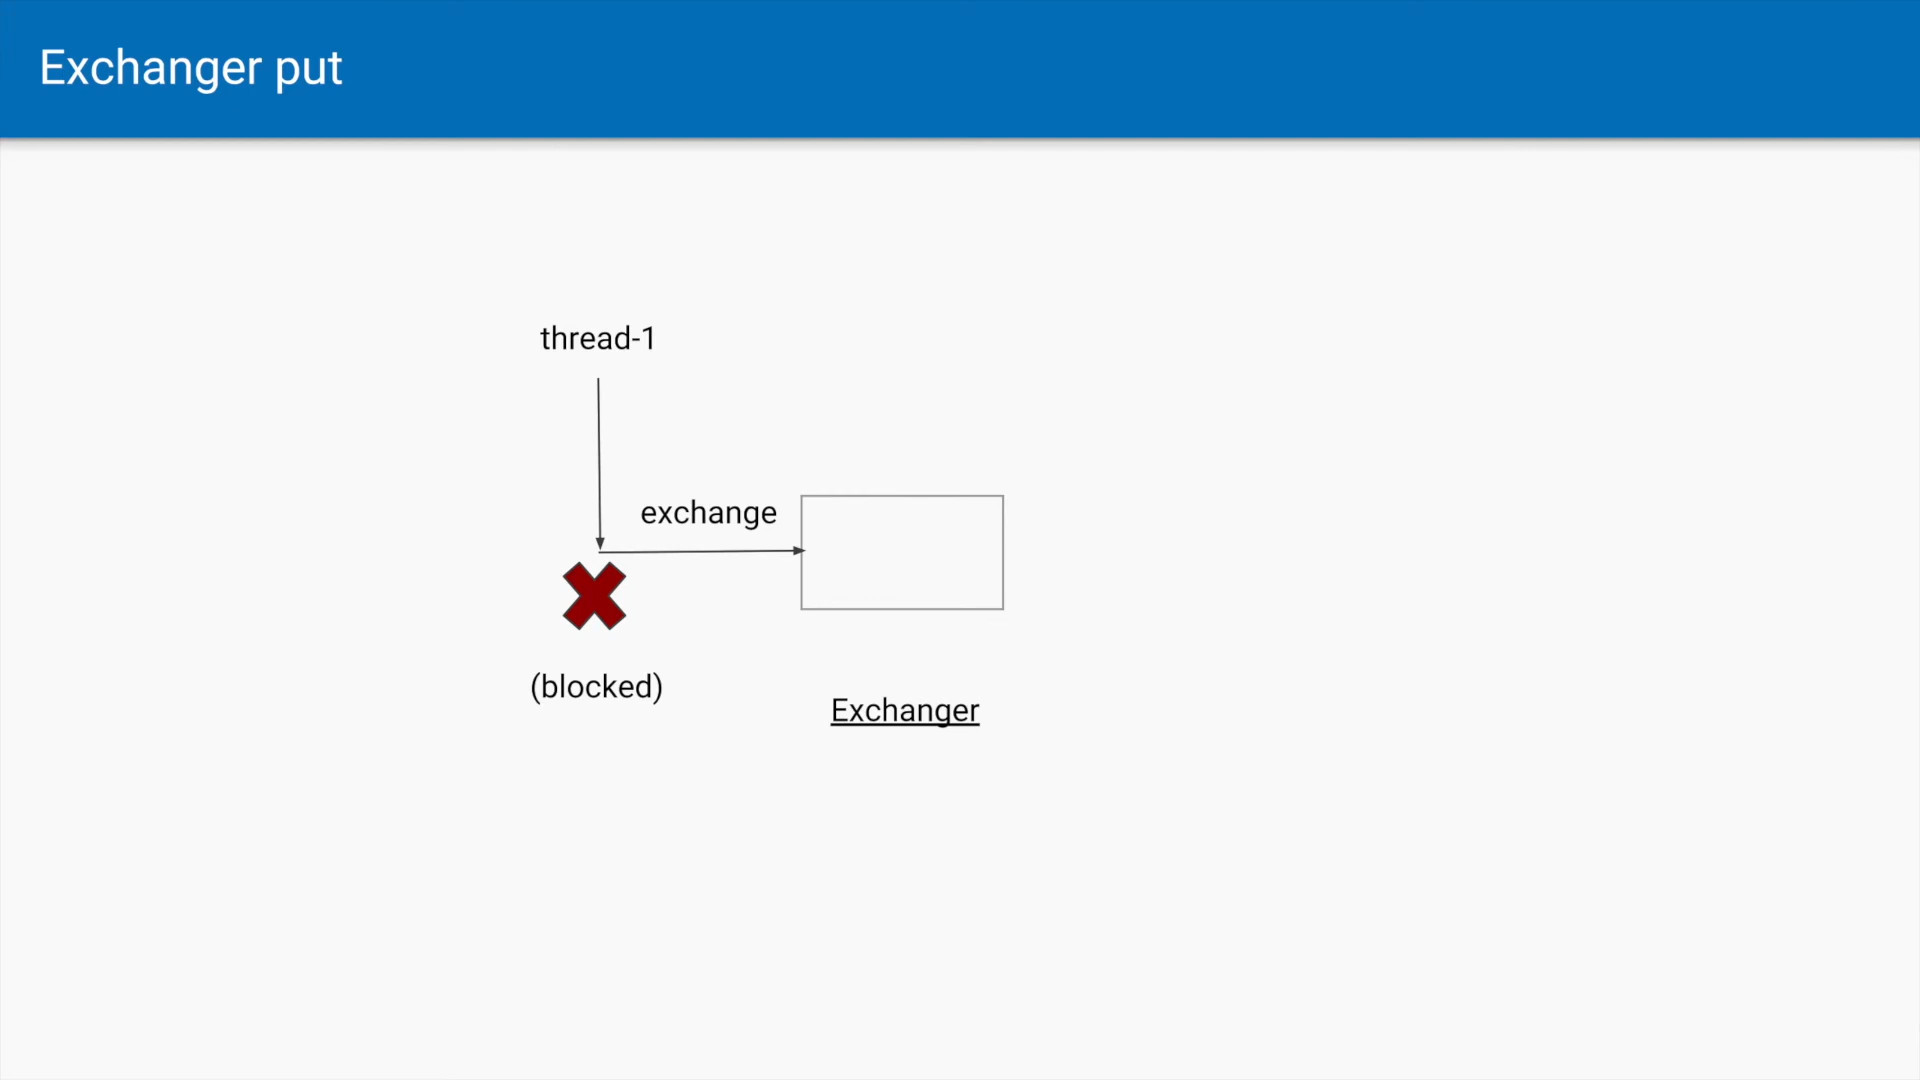 Exchanger put
thread-1
exchange
(blocked)
Exchanger